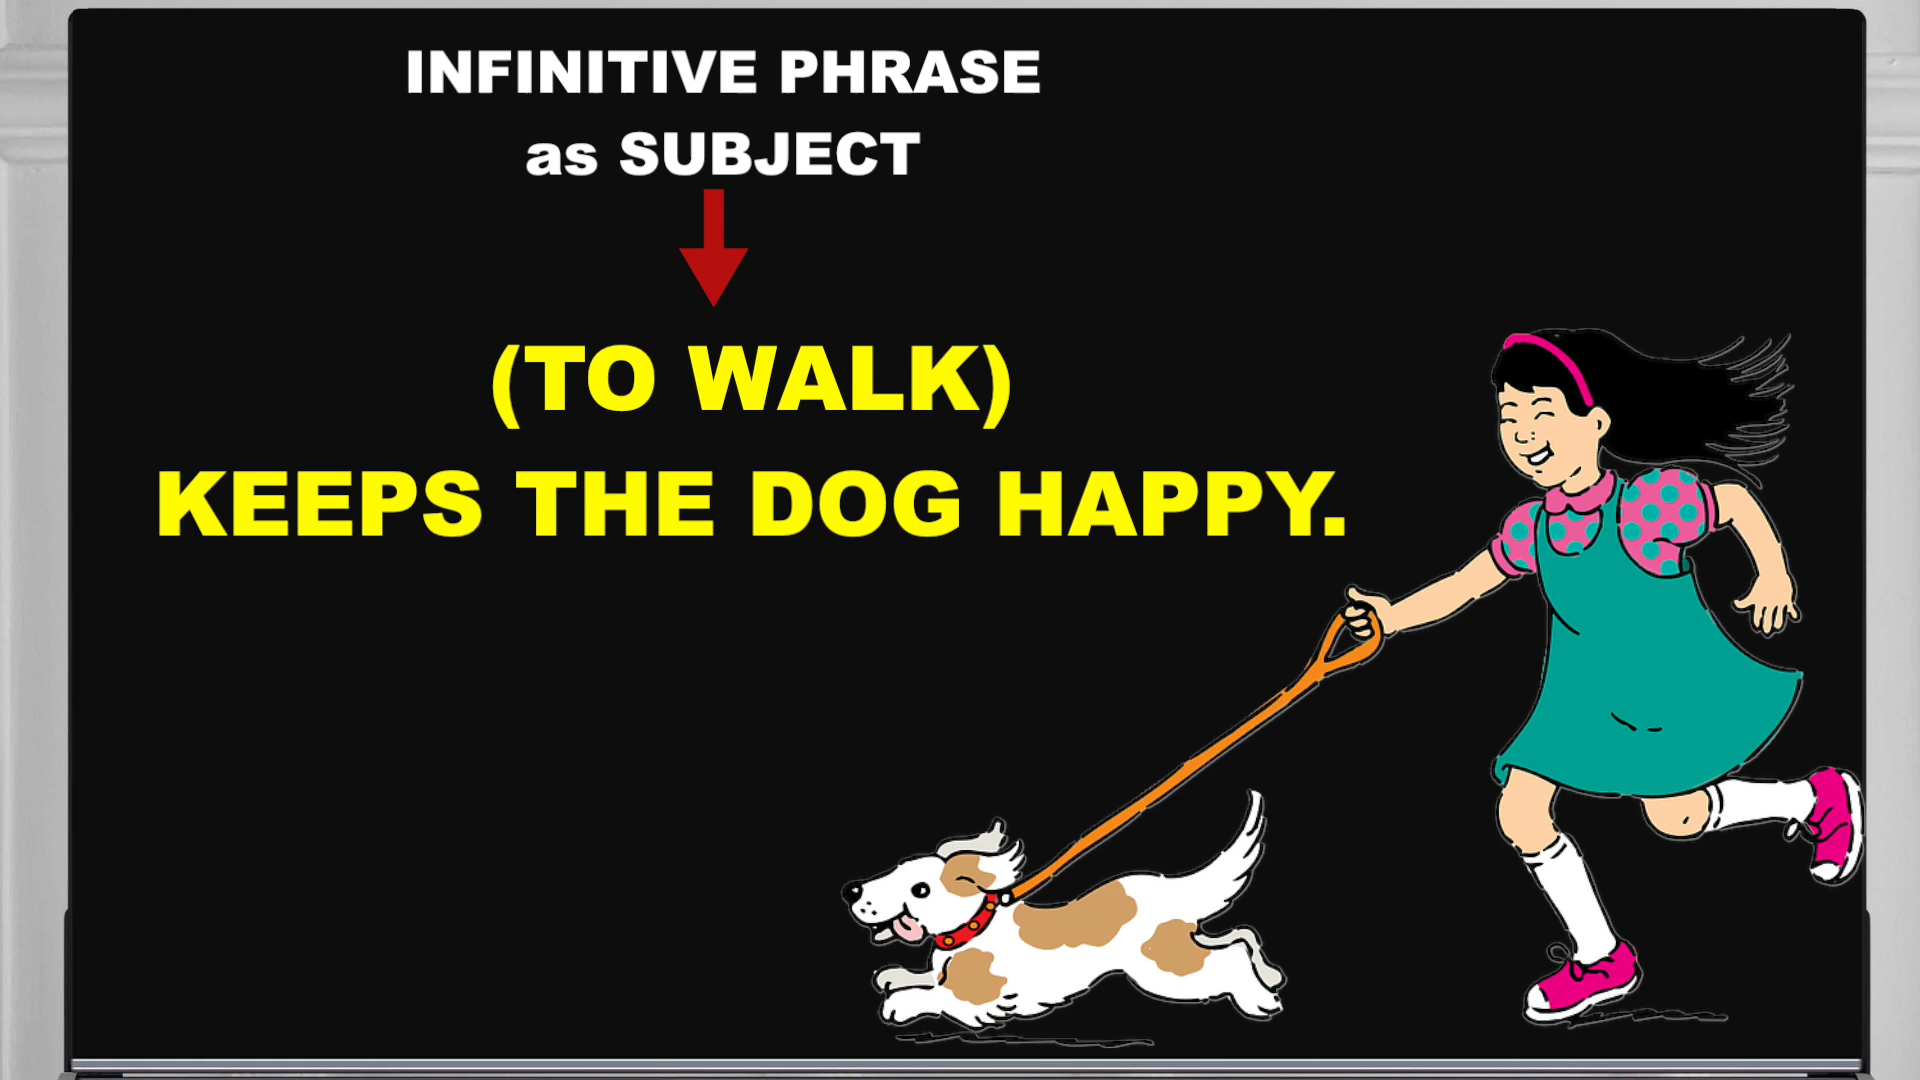 INFINITIVE PHRASE
as SUBJECT
(TO WALK)
KEEPS THE DOG HAPPY.